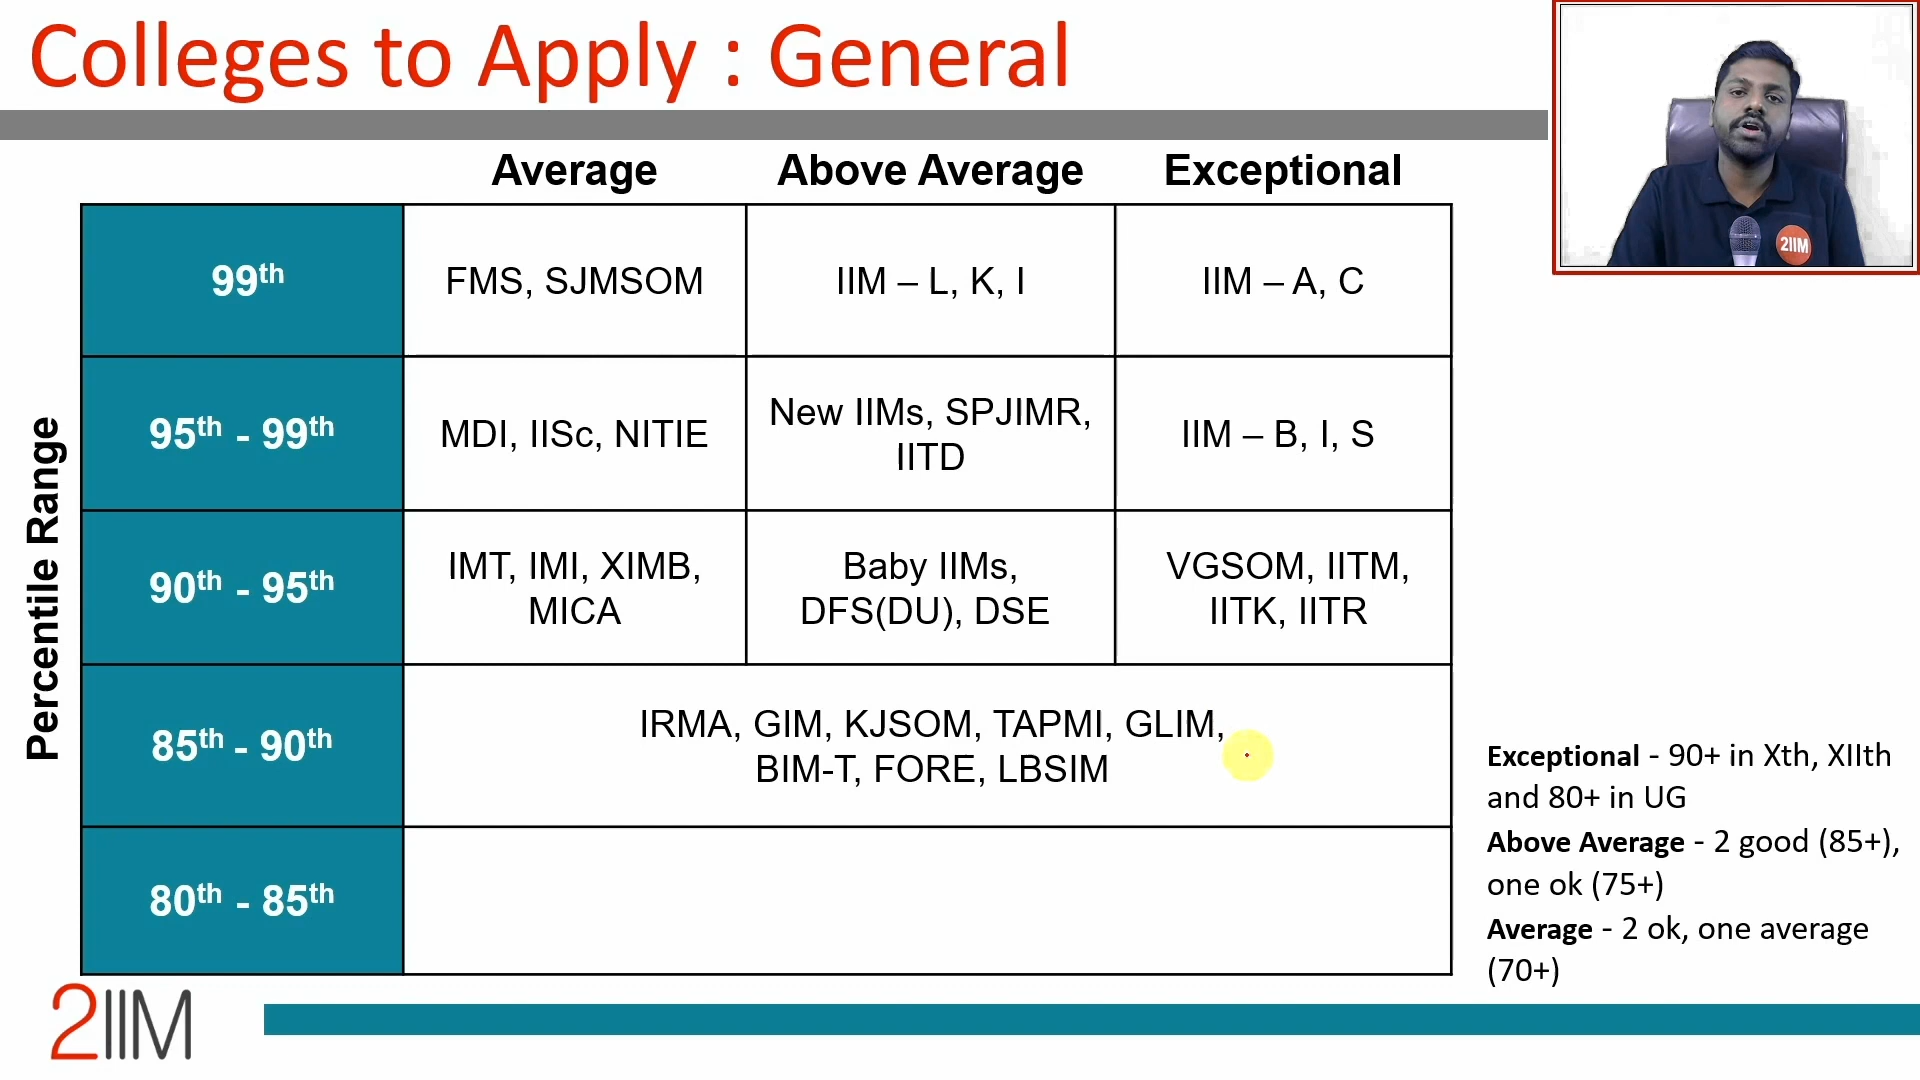 Colleges to Apply : General
Average Above Average Exceptional
Percentile Range
99th FMS, SJMSOM IIM – L, K, I IIM – A, C
95th - 99th MDI, IISc, NITIE New IIMs, SPJIMR,
IITD IIM – B, I, S
90th - 95th IMT, IMI, XIMB,
MICA Baby IIMs,
DFS(DU), DSE VGSOM, IITM,
IITK, IITR
85th - 90th IRMA, GIM, KJSOM, TAPMI, GLIM,
BIM-T, FORE, LBSIM
80th - 85th
Exceptional - 90+ in Xth, XIIth
and 80+ in UG
Above Average - 2 good (85+),
one ok (75+)
Average - 2 ok, one average
(70+)
2IIM
2IIM